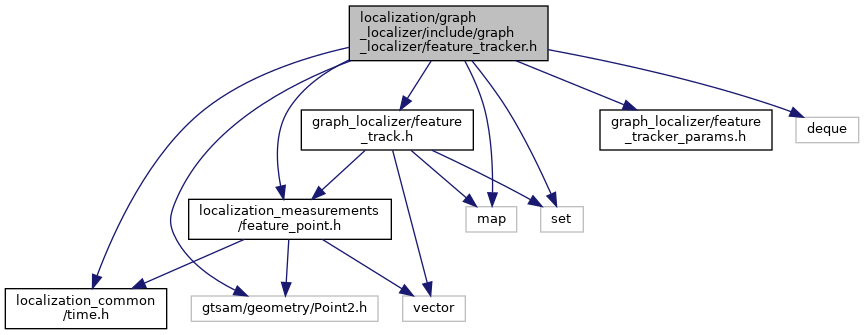 localization/graph
_localizer/include/graph
_localizer/feature_tracker.h
graph_localizer/feature
_track.h
graph_localizer/feature
_tracker_params.h
deque
localization_measurements
/feature_point.h
map
set
localization_common
/time.h
gtsam/geometry/Point2.h
vector